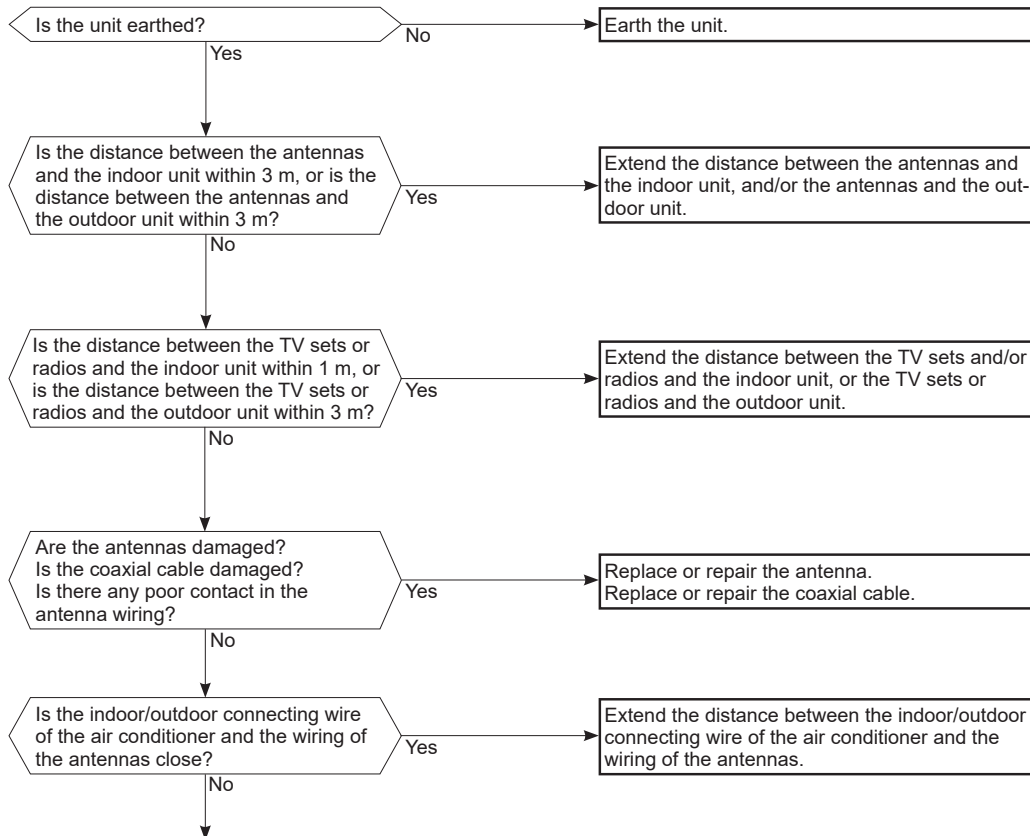 Is the unit earthed?
No
Earth the unit.
Yes
Is the distance between the antennas
and the indoor unit within 3 m, or is the
distance between the antennas and
the outdoor unit within 3 m?
Yes
Extend the distance between the antennas and
the indoor unit, and/or the antennas and the out-
door unit.
No
Is the distance between the TV sets or
radios and the indoor unit within 1 m, or
is the distance between the TV sets or
radios and the outdoor unit within 3 m?
Yes
Extend the distance between the TV sets and/or
radios and the indoor unit, or the TV sets or
radios and the outdoor unit.
No
Are the antennas damaged?
Is the coaxial cable damaged?
Is there any poor contact in the
antenna wiring?
Yes
Replace or repair the antenna.
Replace or repair the coaxial cable.
No
Is the indoor/outdoor connecting wire
of the air conditioner and the wiring of
the antennas close?
Yes
Extend the distance between the indoor/outdoor
connecting wire of the air conditioner and the
wiring of the antennas.
No